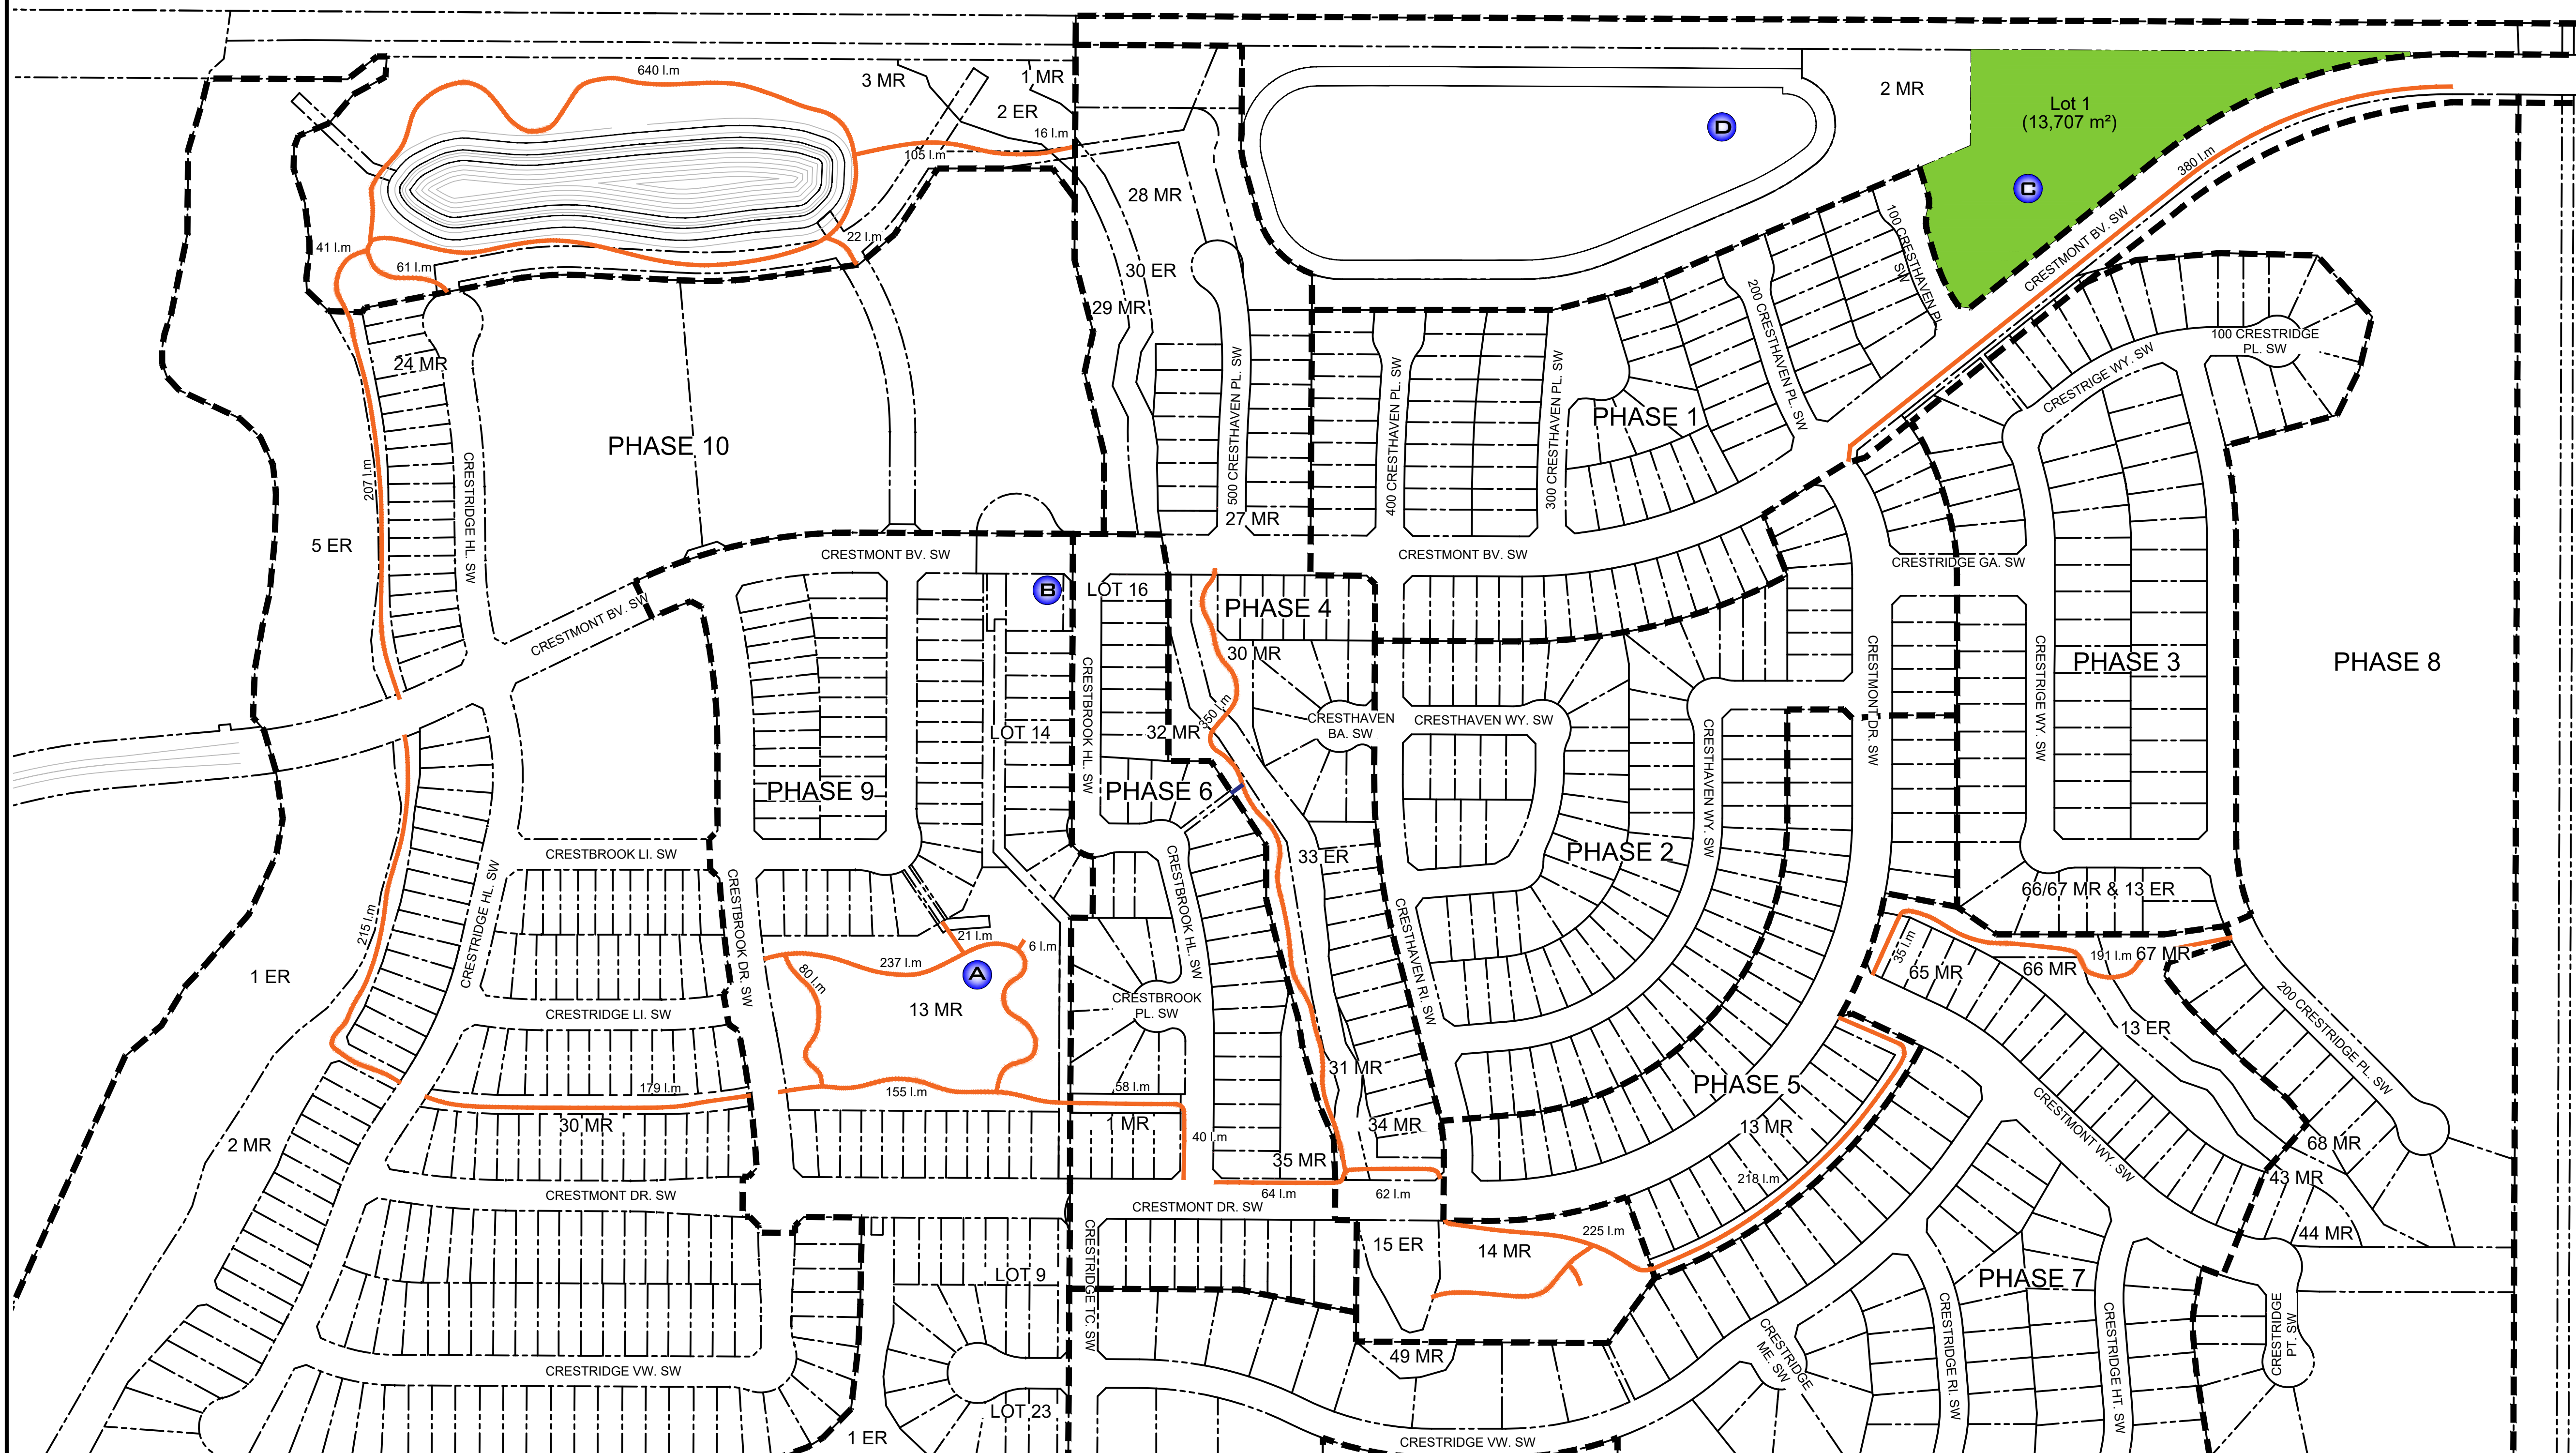 640 l.m
3 MR
1 MR
2 ER
16 l.m
105 l.m
2 MR
Lot 1
(13,707 m²)
D
C
380 l.m
28 MR
41 l.m
61 l.m
22 l.m
30 ER
29 MR
100 CRESTHAVEN PL.
SW
CRESTMONT BV. SW
24 MR
200 CRESTHAVEN PL. SW
100 CRESTRIDGE
PL. SW
CRESTRIGE WY. SW
PHASE 10
500 CRESTHAVEN PL. SW
400 CRESTHAVEN PL. SW
300 CRESTHAVEN PL. SW
PHASE 1
207 l.m
CRESTRIDGE HL. SW
27 MR
5 ER
CRESTMONT BV. SW
CRESTMONT BV. SW
CRESTRIDGE GA. SW
B
LOT 16
PHASE 4
CRESTMONT BV. SW
30 MR
CRESTBROOK HL. SW
CRESTMONT DR. SW
CRESTRIGE WY. SW
PHASE 3
PHASE 8
350 l.m
32 MR
LOT 14
CRESTHAVEN
BA. SW
CRESTHAVEN WY. SW
CRESTHAVEN WY. SW
PHASE 9
PHASE 6
CRESTBROOK LI. SW
33 ER
PHASE 2
CRESTRIDGE HL. SW
CRESTBROOK DR. SW
CRESTBROOK HL. SW
66/67 MR & 13 ER
215 l.m
21 l.m
6 l.m
CRESTHAVEN RI. SW
35 l.m
191 l.m
67 MR
237 l.m
80 l.m
A
65 MR
66 MR
1 ER
13 MR
CRESTBROOK
PL. SW
200 CRESTRIDGE PL. SW
CRESTRIDGE LI. SW
13 ER
31 MR
PHASE 5
179 l.m
155 l.m
58 l.m
CRESTMONT WY. SW
30 MR
1 MR
34 MR
13 MR
40 l.m
2 MR
68 MR
35 MR
218 l.m
43 MR
CRESTMONT DR. SW
64 l.m
62 l.m
CRESTMONT DR. SW
225 l.m
44 MR
15 ER
14 MR
LOT 9
CRESTRIDGE TC. SW
PHASE 7
CRESTRIDGE
ME. SW
CRESTRIDGE RI. SW
CRESTRIDGE HT. SW
CRESTRIDGE
PT. SW
49 MR
CRESTRIDGE VW. SW
LOT 23
1 ER
CRESTRIDGE VW. SW